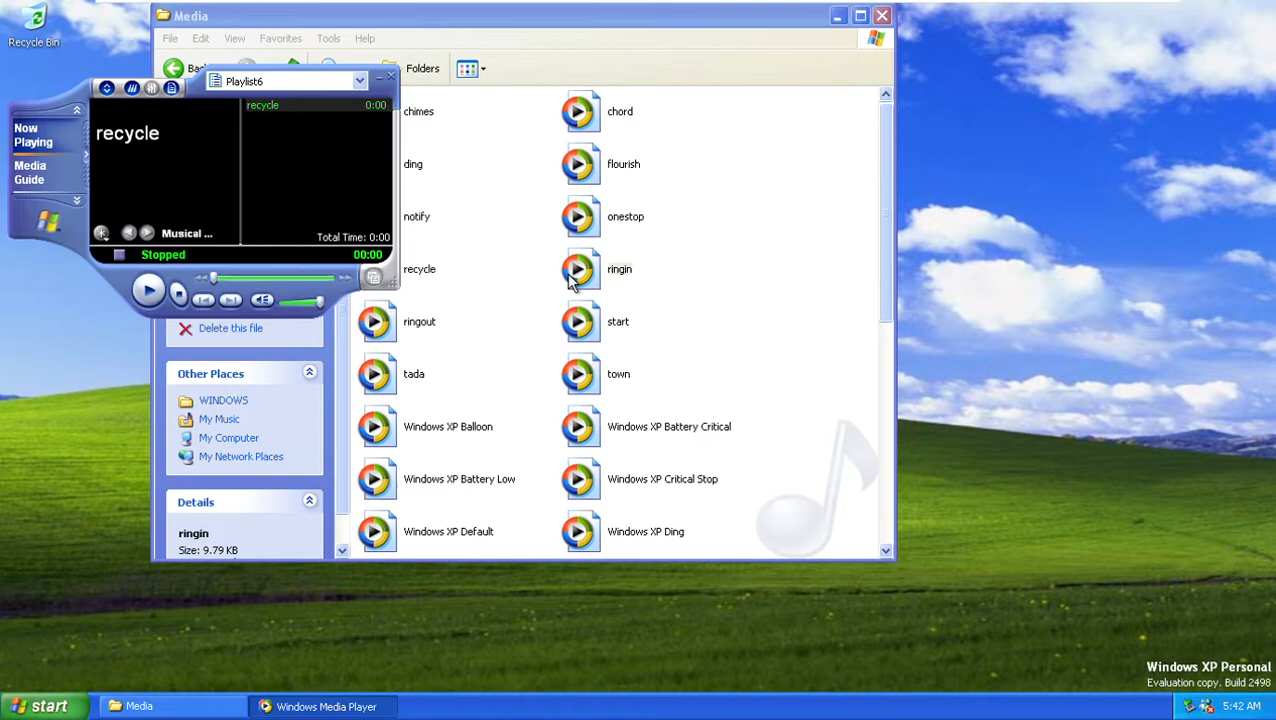 Recycle Bin
Media
File Edit View Favorites Tools Help
Folders
Playlist6
Now
Playing
Media
Guide
recycle
recycle 0:00
Musical ...
Total Time: 0:00
Stopped 00:00
chimes
chord
ding
flourish
notify
onestop
recycle
ringin
ringout
start
tada
town
Windows XP Balloon
Windows XP Battery Critical
Windows XP Battery Low
Windows XP Critical Stop
Windows XP Default
Windows XP Ding
Delete this file
Other Places
WINDOWS
My Music
My Computer
My Network Places
Details
ringin
Size: 9.79 KB
Windows XP Personal
Evaluation copy. Build 2498
start
Media
Windows Media Player
5:42 AM